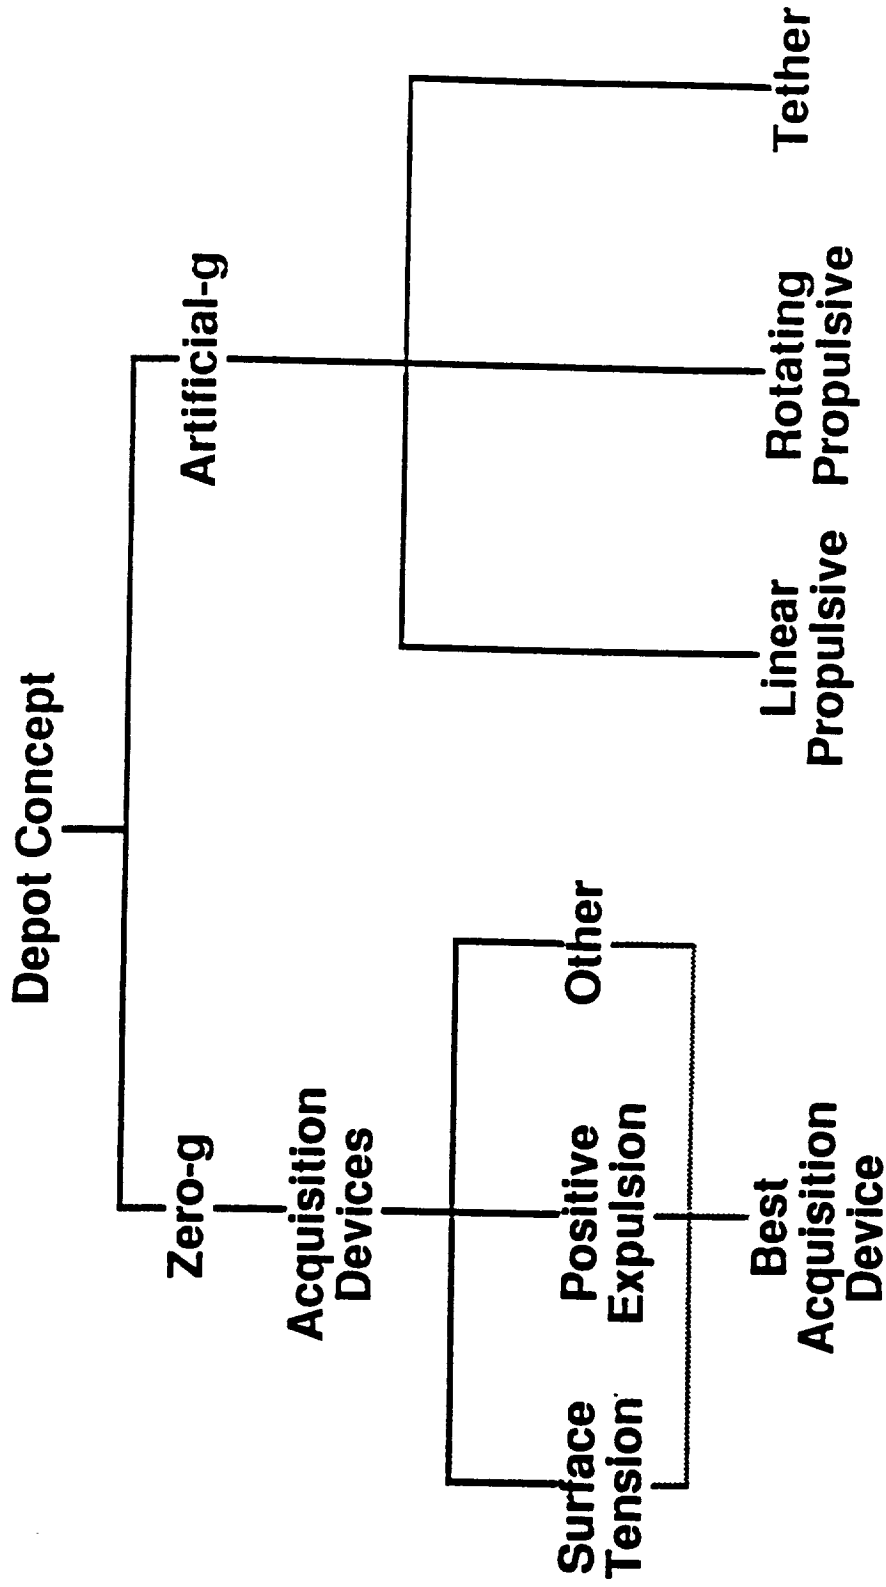 Depot Concept
Zero-g
Artificial-g
Acquisition
Devices
Surface
Tension
Positive
Expulsion
Other
Linear
Propulsive
Rotating
Propulsive
Tether
Best
Acquisition
Device